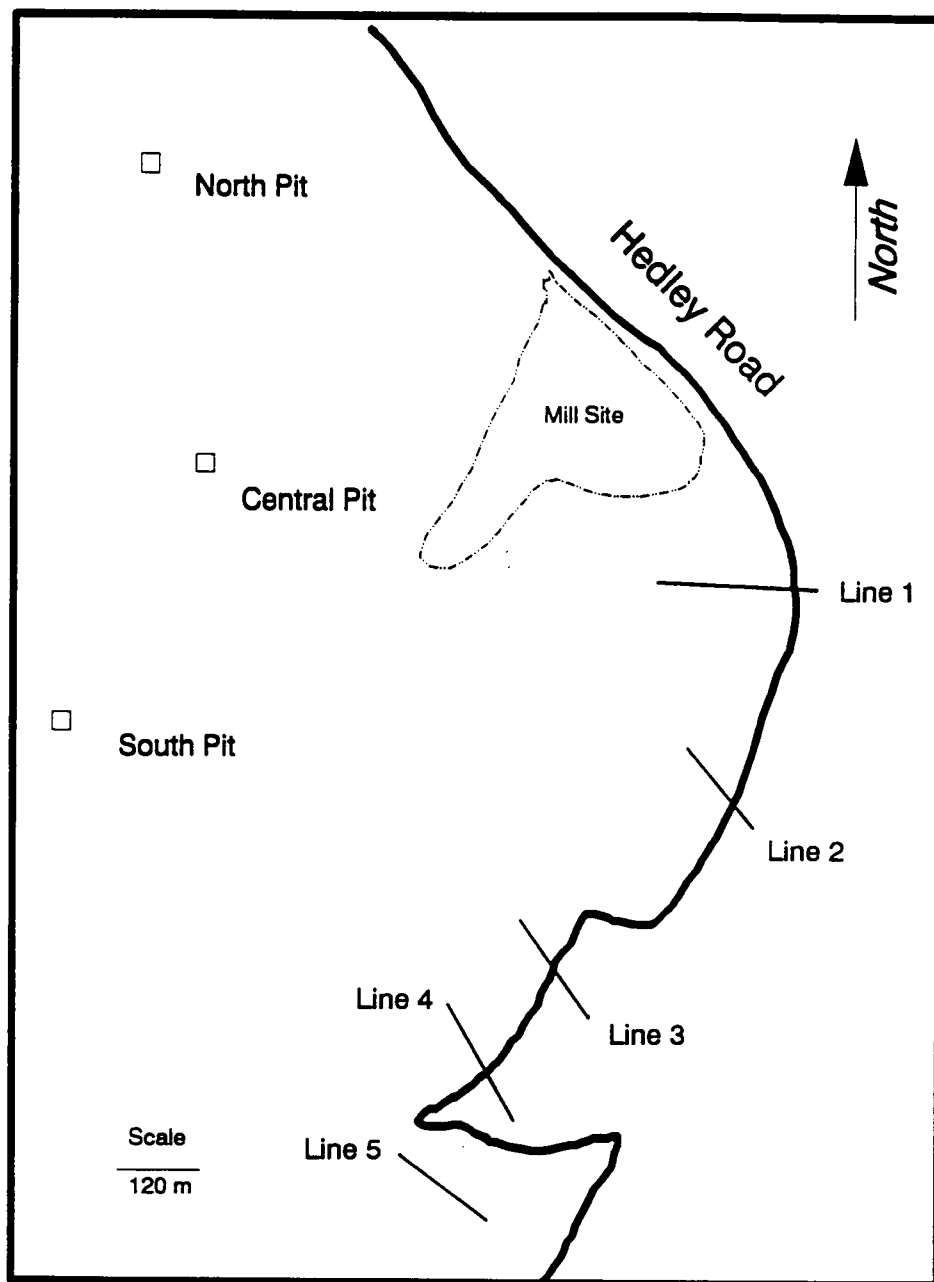 North Pit
North
Hedley Road
Mill Site
Central Pit
Line 1
South Pit
Line 2
Line 4
Line 3
Scale
120 m
Line 5